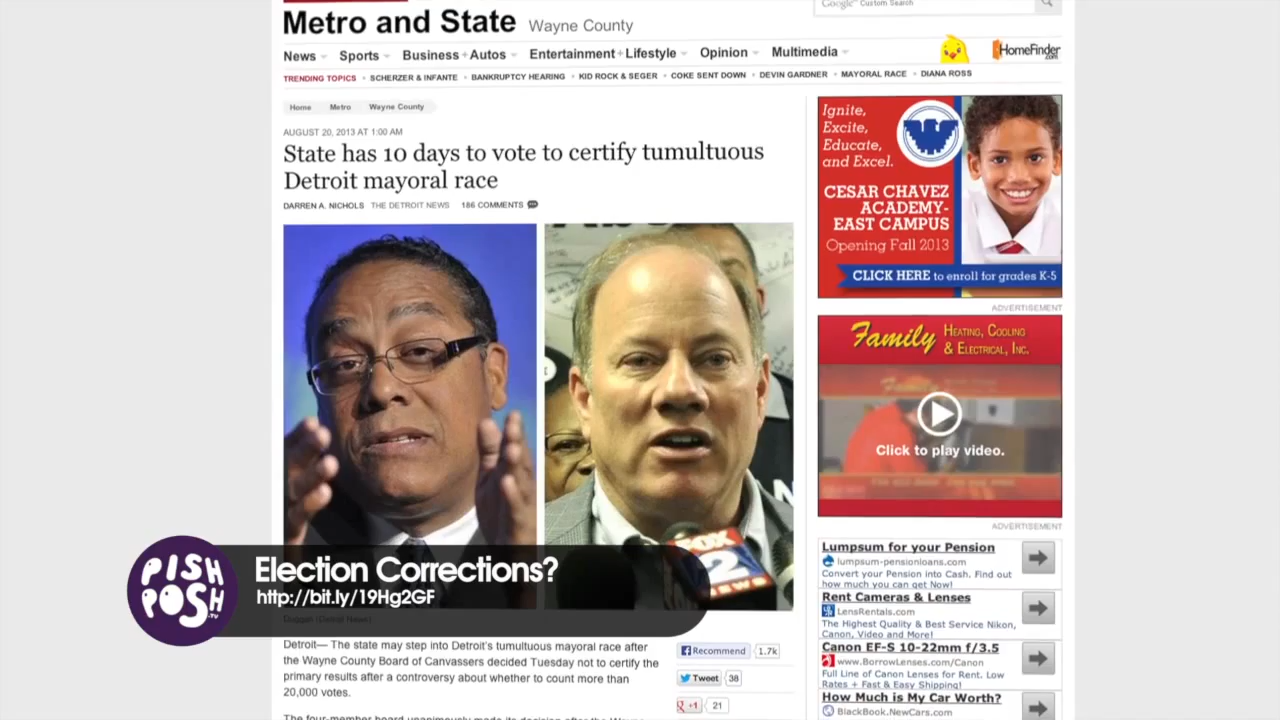 Metro and State Wayne County
Google Custom Search
News Sports Business + Autos Entertainment + Lifestyle Opinion Multimedia
HomeFinder.com
TRENDING TOPICS • SCHERZER & INFANTE • BANKRUPTCY HEARING • KID ROCK & SEGER • COKE SENT DOWN • DEVIN GARDNER • MAYORAL RACE • DIANA ROSS
Home Metro Wayne County
AUGUST 20, 2013 AT 1:00 AM
State has 10 days to vote to certify tumultuous
Detroit mayoral race
DARREN A. NICHOLS THE DETROIT NEWS 186 COMMENTS
Ignite,
Excite,
Educate,
and Excel.
CESAR CHAVEZ
ACADEMY-
EAST CAMPUS
Opening Fall 2013
CLICK HERE to enroll for grades K-5
ADVERTISEMENT
Family HEATING, COOLING
& ELECTRICAL, INC.
Click to play video.
ADVERTISEMENT
FOX
2
NEWS
PISH
POSH
.TV
Election Corrections?
http://bit.ly/19Hg2GF
Duggan (Detroit News)
Detroit— The state may step into Detroit's tumultuous mayoral race after
the Wayne County Board of Canvassers decided Tuesday not to certify the
primary results after a controversy about whether to count more than
20,000 votes.
Recommend 1.7k
Tweet 38
+1 21
Lumpsum for your Pension
lumpsum-pensionloans.com
Convert your Pension into Cash. Find out
how much you can get Now!
Rent Cameras & Lenses
LensRentals.com
The Highest Quality & Best Service Nikon,
Canon, Video and More!
Canon EF-S 10-22mm f/3.5
www.BorrowLenses.com/Canon
Full Line of Canon Lenses for Rent. Low
Rates + Fast & Easy Shipping!
How Much is My Car Worth?
BlackBook.NewCars.com